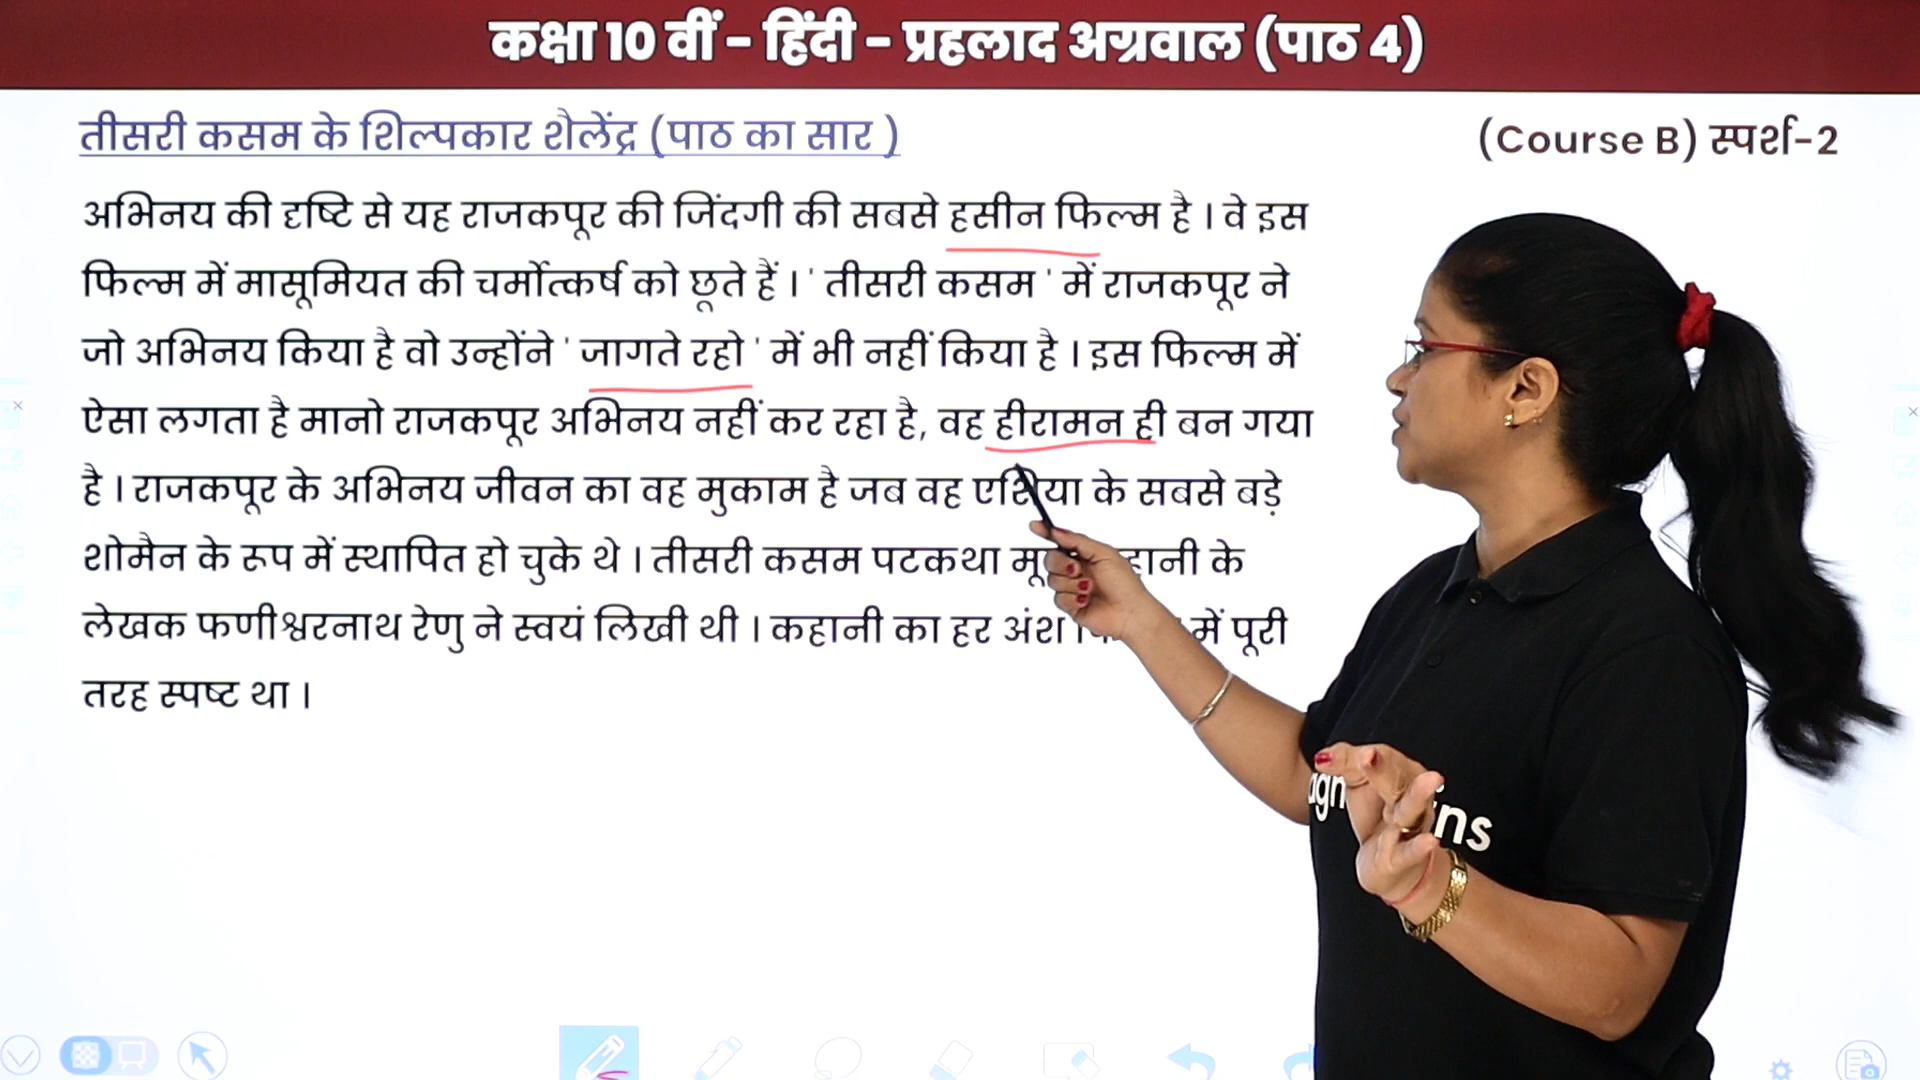 कक्षा 10 वीं - हिंदी - प्रहलाद अग्रवाल (पाठ 4)
तीसरी कसम के शिल्पकार शैलेंद्र (पाठ का सार )
(Course B) स्पर्श-2
अभिनय की दृष्टि से यह राजकपूर की जिंदगी की सबसे हसीन फिल्म है । वे इस
फिल्म में मासूमियत की चर्मोत्कर्ष को छूते हैं । ' तीसरी कसम ' में राजकपूर ने
जो अभिनय किया है वो उन्होंने ' जागते रहो ' में भी नहीं किया है । इस फिल्म में
ऐसा लगता है मानो राजकपूर अभिनय नहीं कर रहा है, वह हीरामन ही बन गया
है । राजकपूर के अभिनय जीवन का वह मुकाम है जब वह एशिया के सबसे बड़े
शोमैन के रूप में स्थापित हो चुके थे । तीसरी कसम पटकथा के
लेखक फणीश्वरनाथ रेणु ने स्वयं लिखी थी । कहानी का हर अंश में पूरी
तरह स्पष्ट था ।